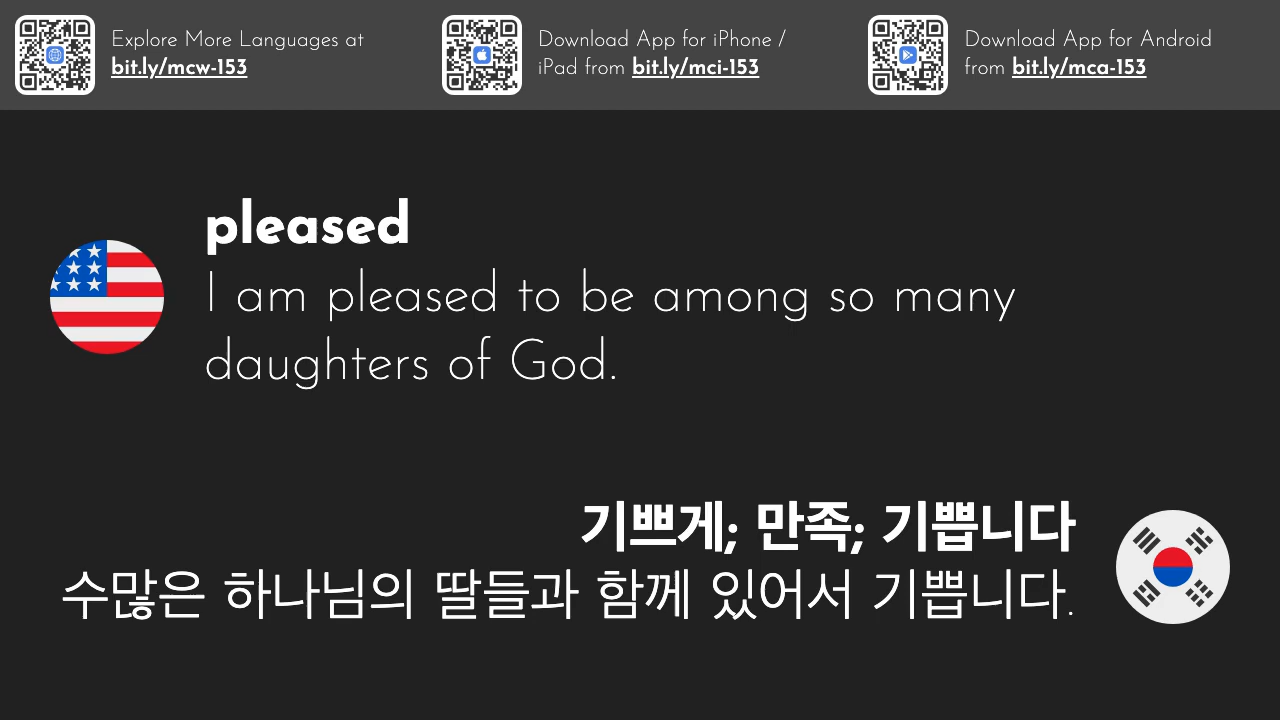 Explore More Languages at
bit.ly/mcw-153
Download App for iPhone /
iPad from bit.ly/mci-153
Download App for Android
from bit.ly/mca-153
pleased
I am pleased to be among so many
daughters of God.
기쁘게; 만족; 기쁩니다
수많은 하나님의 딸들과 함께 있어서 기쁩니다.